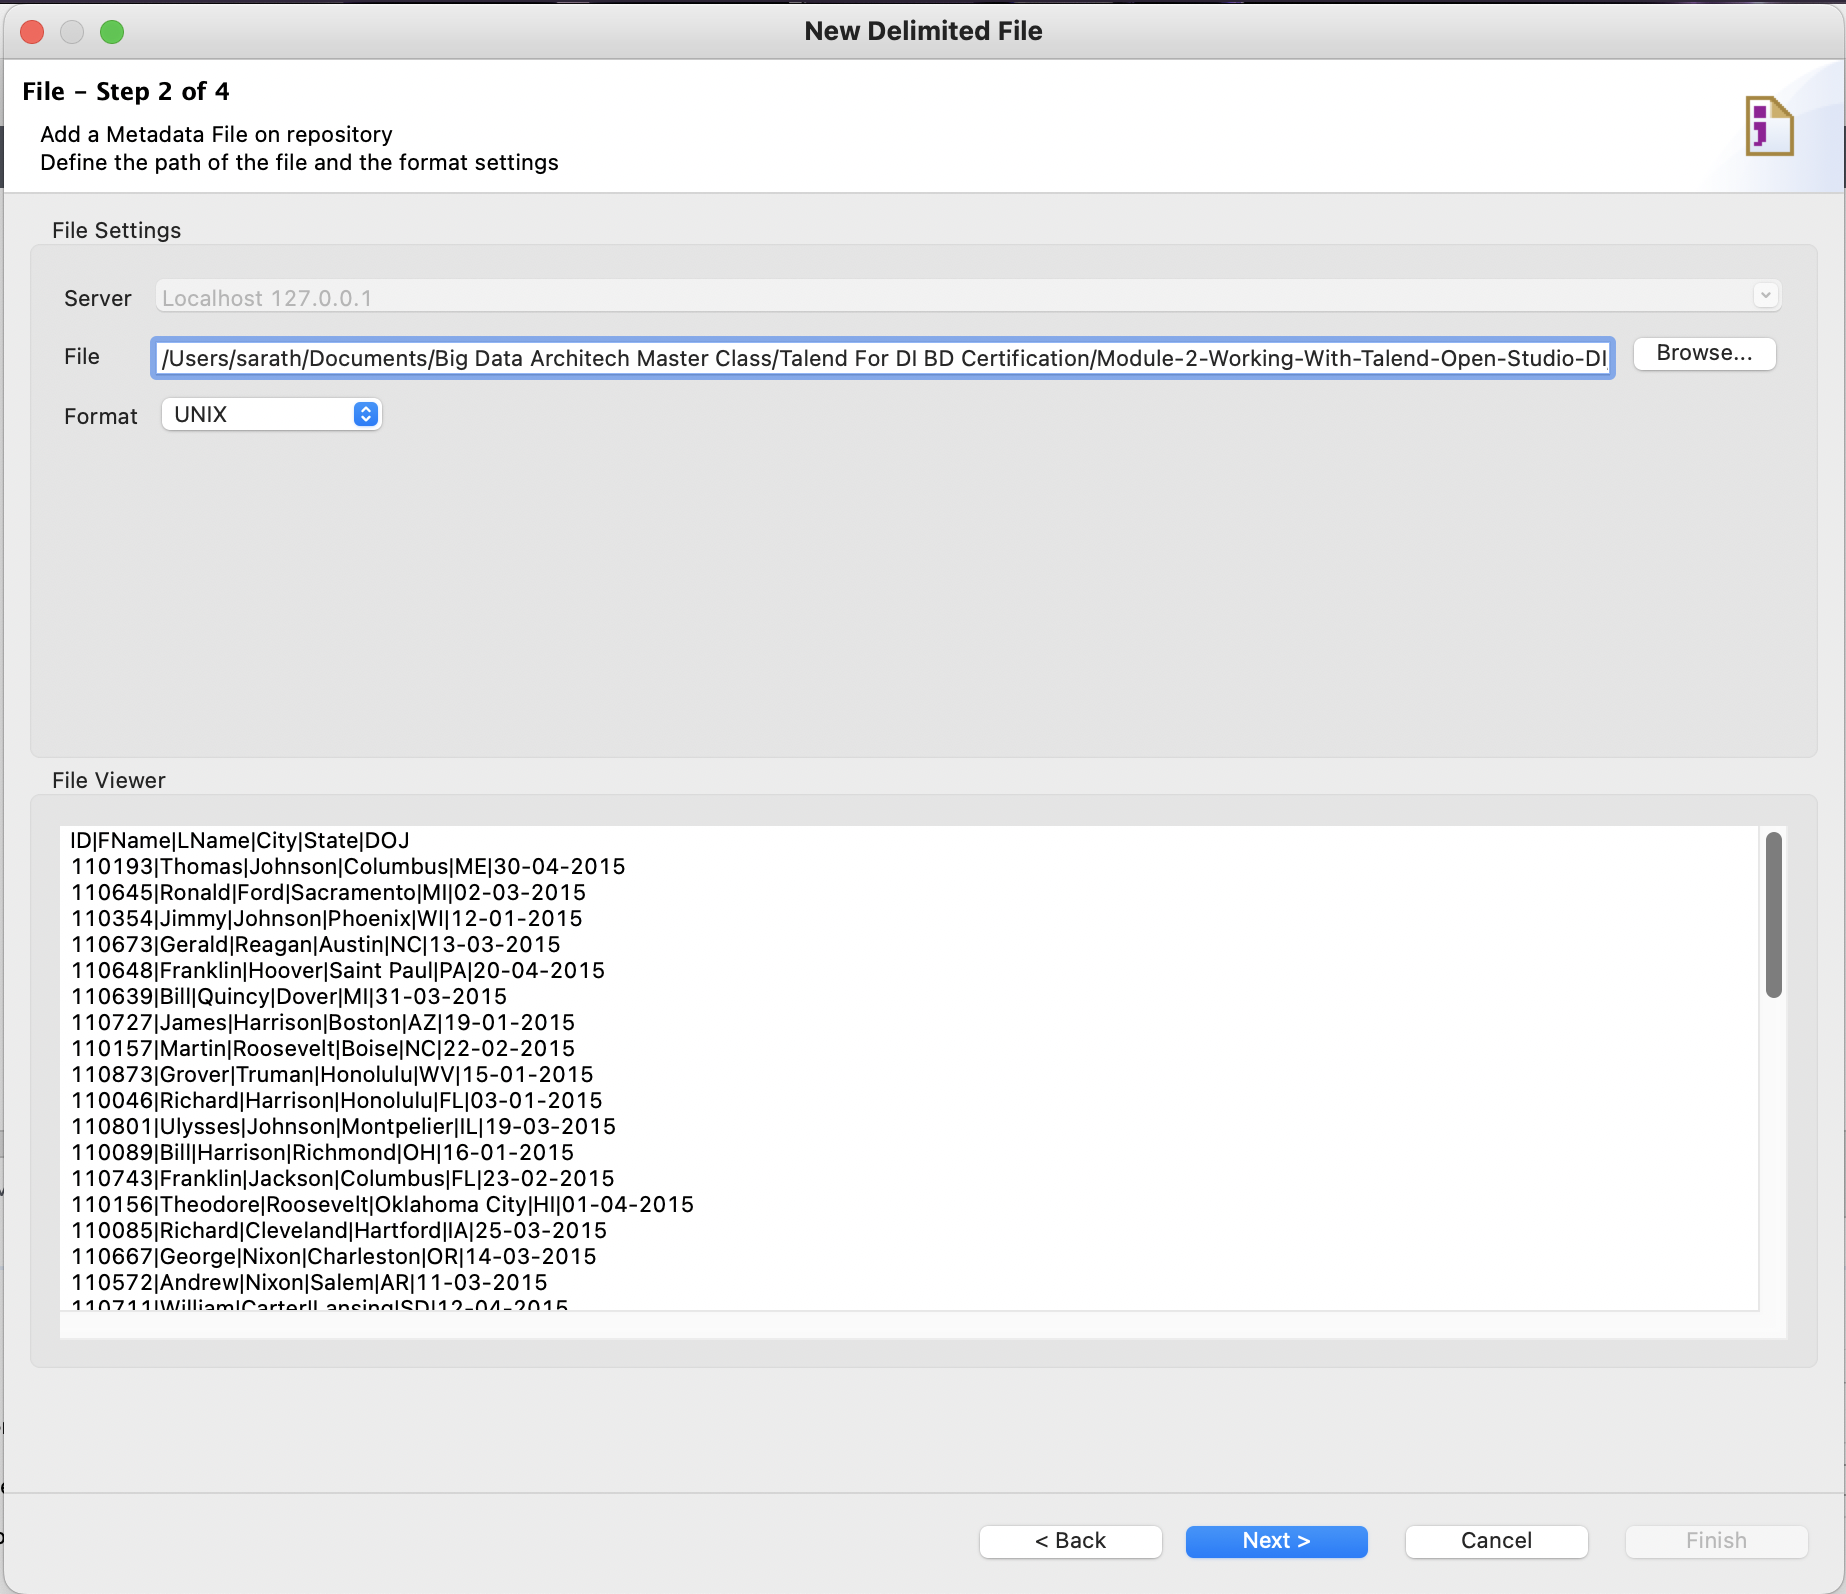 New Delimited File
File – Step 2 of 4
Add a Metadata File on repository
Define the path of the file and the format settings
File Settings
Server Localhost 127.0.0.1
File /Users/sarath/Documents/Big Data Architech Master Class/Talend For DI BD Certification/Module-2-Working-With-Talend-Open-Studio-DI Browse...
Format UNIX
File Viewer
ID|FName|LName|City|State|DOJ
110193|Thomas|Johnson|Columbus|ME|30-04-2015
110645|Ronald|Ford|Sacramento|MI|02-03-2015
110354|Jimmy|Johnson|Phoenix|WI|12-01-2015
110673|Gerald|Reagan|Austin|NC|13-03-2015
110648|Franklin|Hoover|Saint Paul|PA|20-04-2015
110639|Bill|Quincy|Dover|MI|31-03-2015
110727|James|Harrison|Boston|AZ|19-01-2015
110157|Martin|Roosevelt|Boise|NC|22-02-2015
110873|Grover|Truman|Honolulu|WV|15-01-2015
110046|Richard|Harrison|Honolulu|FL|03-01-2015
110801|Ulysses|Johnson|Montpelier|IL|19-03-2015
110089|Bill|Harrison|Richmond|OH|16-01-2015
110743|Franklin|Jackson|Columbus|FL|23-02-2015
110156|Theodore|Roosevelt|Oklahoma City|HI|01-04-2015
110085|Richard|Cleveland|Hartford|IA|25-03-2015
110667|George|Nixon|Charleston|OR|14-03-2015
110572|Andrew|Nixon|Salem|AR|11-03-2015
110711|William|Carter|Lansing|SD|12-04-2015
< Back Next > Cancel Finish